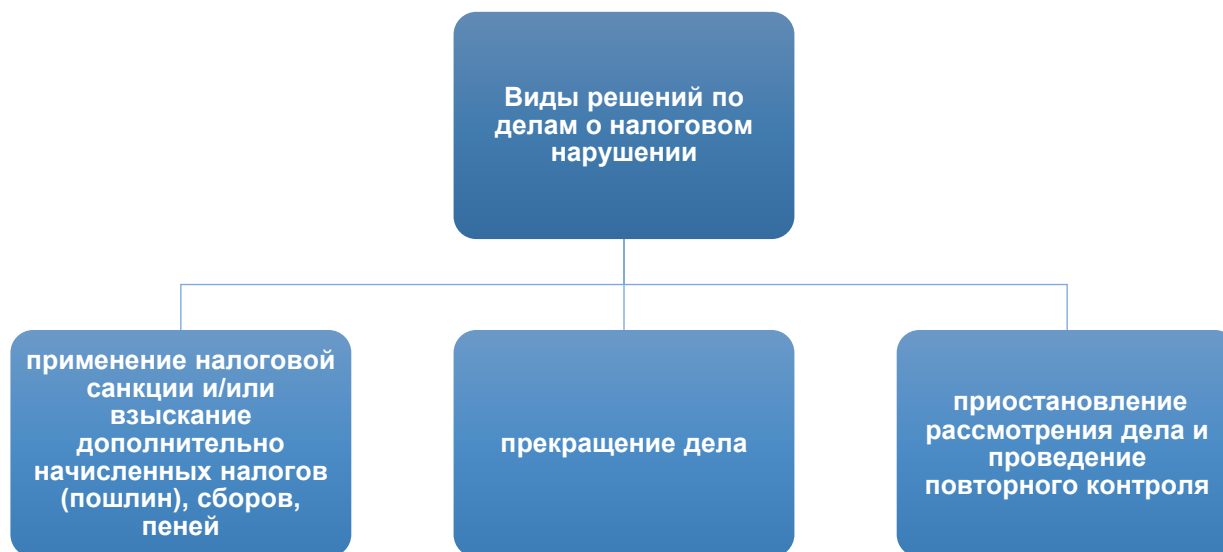 Виды решений по
делам о налоговом
нарушении
применение налоговой
санкции и/или
взыскание
дополнительно
начисленных налогов
(пошлин), сборов,
пеней
прекращение дела
приостановление
рассмотрения дела и
проведение
повторного контроля